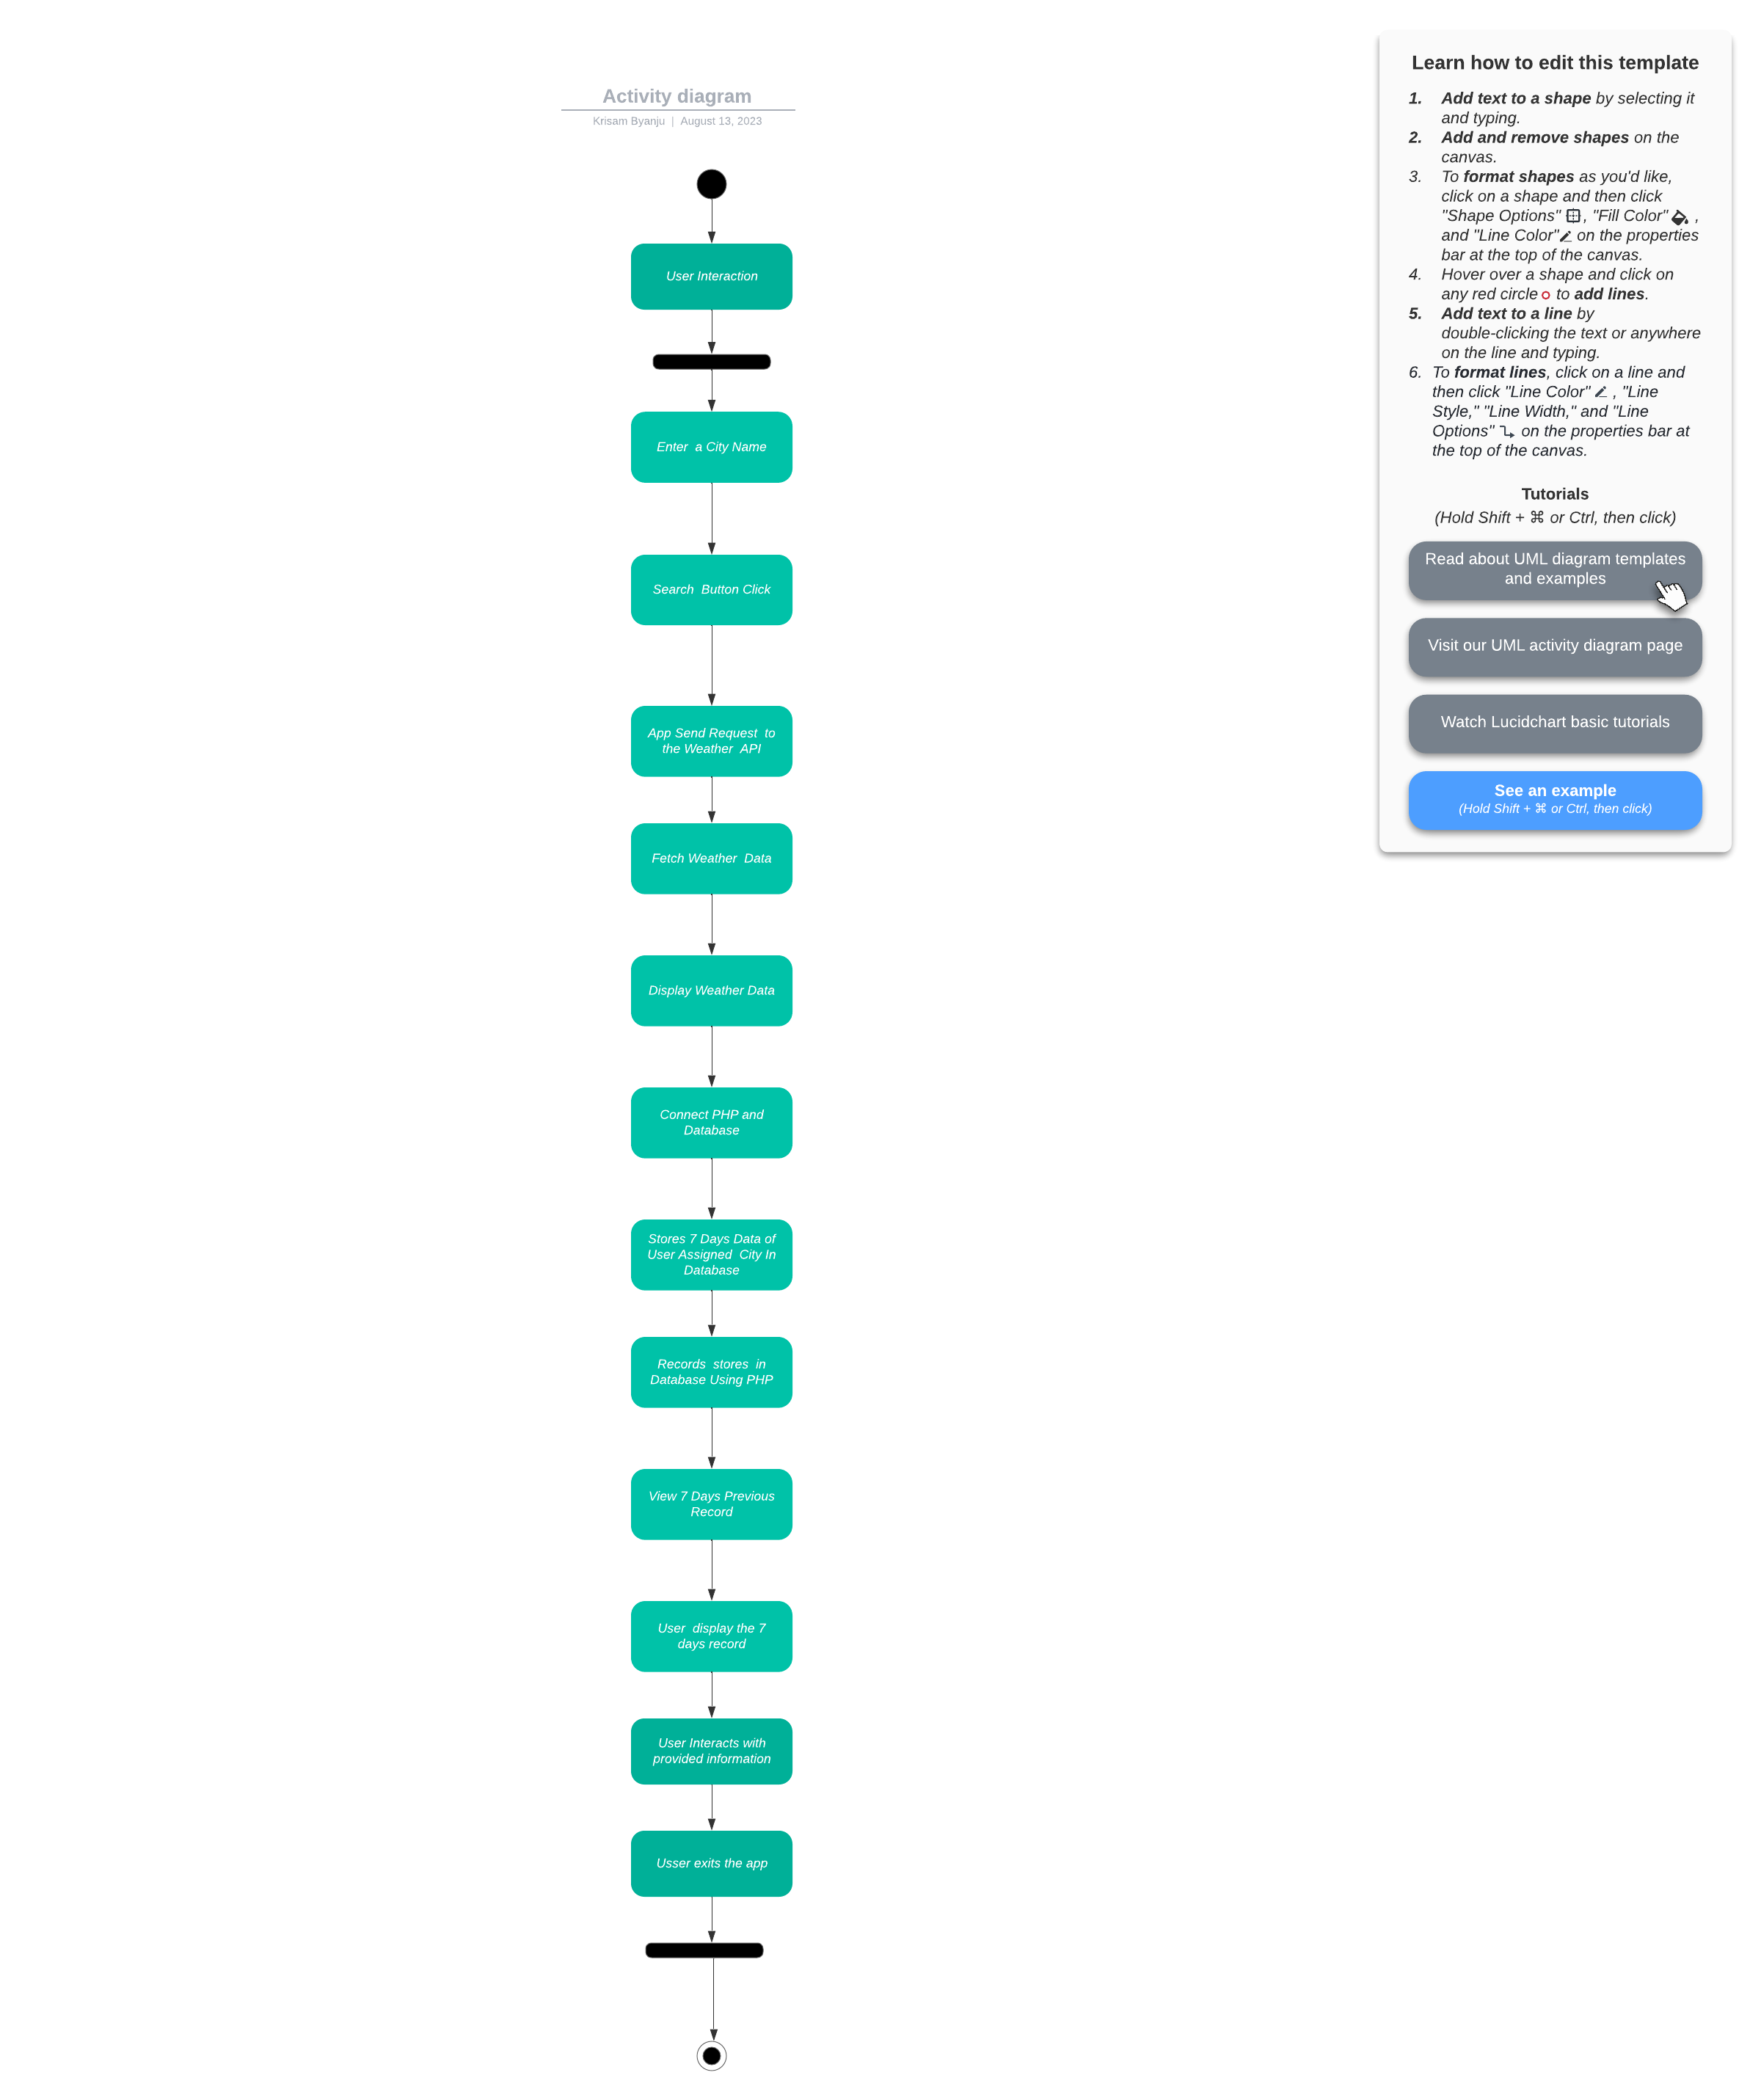 Activity diagram
Krisam Byanju | August 13, 2023
User Interaction
Enter a City Name
Search Button Click
App Send Request to
the Weather API
Fetch Weather Data
Display Weather Data
Connect PHP and
Database
Stores 7 Days Data of
User Assigned City In
Database
Records stores in
Database Using PHP
View 7 Days Previous
Record
User display the 7
days record
User Interacts with
provided information
Usser exits the app
Learn how to edit this template
1. Add text to a shape by selecting it
and typing.
2. Add and remove shapes on the
canvas.
3. To format shapes as you'd like,
click on a shape and then click
"Shape Options" , "Fill Color" ,
and "Line Color" on the properties
bar at the top of the canvas.
4. Hover over a shape and click on
any red circle to add lines.
5. Add text to a line by
double-clicking the text or anywhere
on the line and typing.
6. To format lines, click on a line and
then click "Line Color" , "Line
Style," "Line Width," and "Line
Options" on the properties bar at
the top of the canvas.
Tutorials
(Hold Shift + ⌘ or Ctrl, then click)
Read about UML diagram templates
and examples
Visit our UML activity diagram page
Watch Lucidchart basic tutorials
See an example
(Hold Shift + ⌘ or Ctrl, then click)